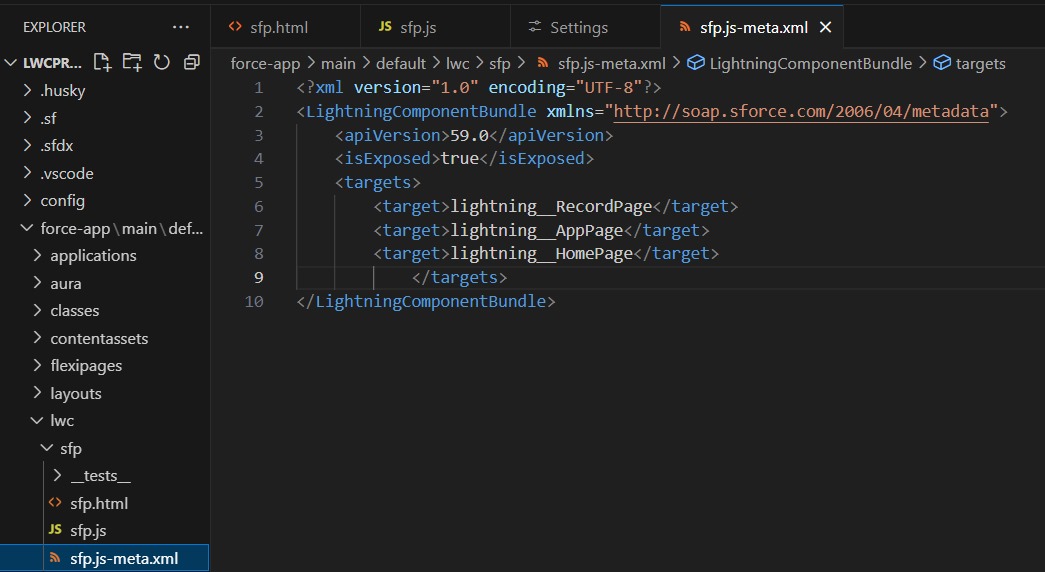 EXPLORER ...
LWCPR...
.husky
.sf
.sfdx
.vscode
config
force-app\main\def...
applications
aura
classes
contentassets
flexipages
layouts
lwc
sfp
__tests__
<> sfp.html
JS sfp.js
sfp.js-meta.xml
<> sfp.html
JS sfp.js
Settings
sfp.js-meta.xml
force-app > main > default > lwc > sfp > sfp.js-meta.xml > LightningComponentBundle > targets
1 <?xml version="1.0" encoding="UTF-8"?>
2 <LightningComponentBundle xmlns="http://soap.sforce.com/2006/04/metadata">
3     <apiVersion>59.0</apiVersion>
4     <isExposed>true</isExposed>
5     <targets>
6         <target>lightning__RecordPage</target>
7         <target>lightning__AppPage</target>
8         <target>lightning__HomePage</target>
9             </targets>
10 </LightningComponentBundle>